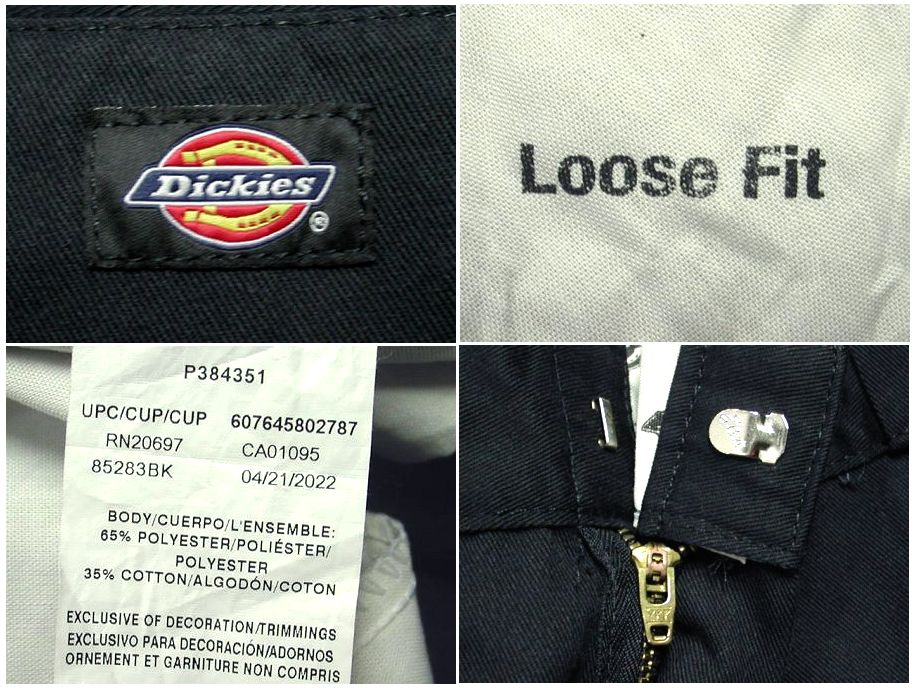 Dickies
®
Loose Fit
P384351
UPC/CUP/CUP 607645802787
RN20697 CA01095
85283BK 04/21/2022
BODY/CUERPO/L'ENSEMBLE:
65% POLYESTER/POLIÉSTER/
POLYESTER
35% COTTON/ALGODÓN/COTON
EXCLUSIVE OF DECORATION/TRIMMINGS
EXCLUSIVO PARA DECORACIÓN/ADORNOS
ORNEMENT ET GARNITURE NON COMPRIS